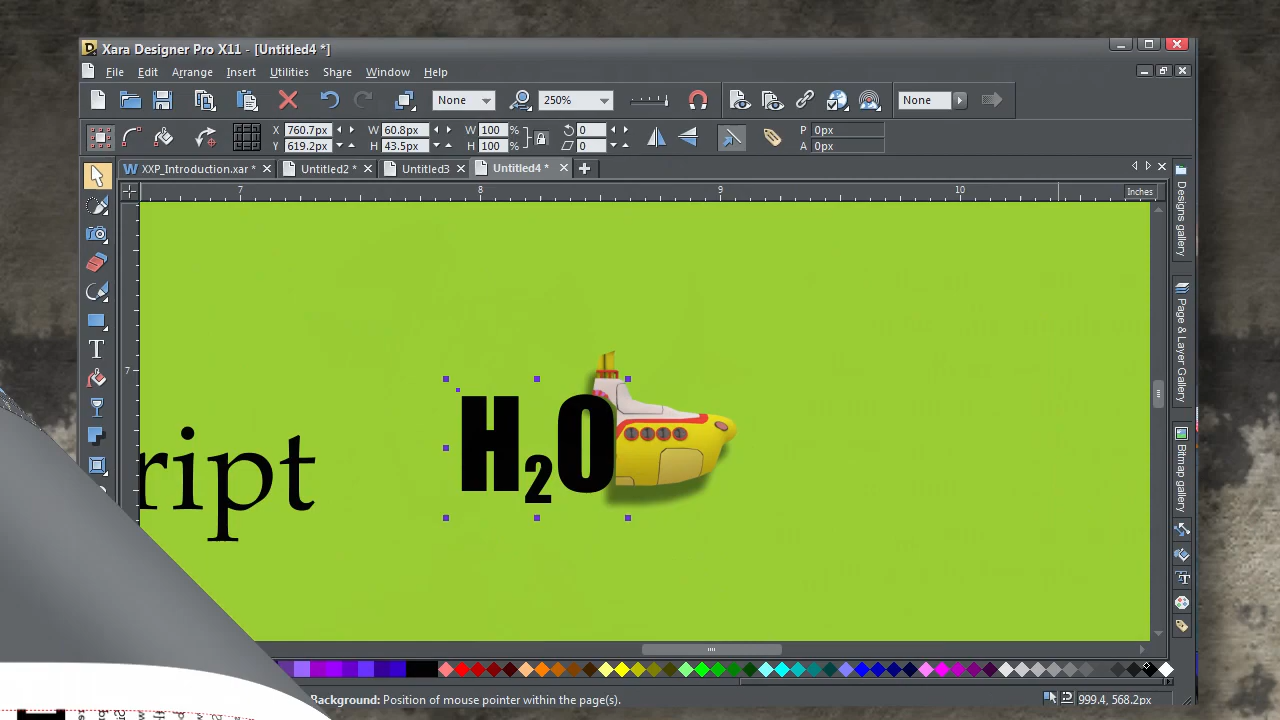 Xara Designer Pro X11 - [Untitled4 *]
File Edit Arrange Insert Utilities Share Window Help
None 250% None
X 760.7px W 60.8px W 100 % 0 P 0px
Y 619.2px H 43.5px H 100 % 0 A 0px
W XXP_Introduction.xar * Untitled2 * Untitled3 Untitled4 *
7 8 9 10 Inches
Designs gallery
Page & Layer Gallery
Bitmap gallery
7
H2O
ript
Background: Position of mouse pointer within the page(s).
999.4, 568.2px